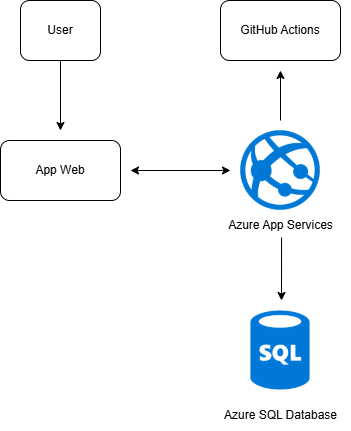 User
GitHub Actions
App Web
Azure App Services
SQL
Azure SQL Database